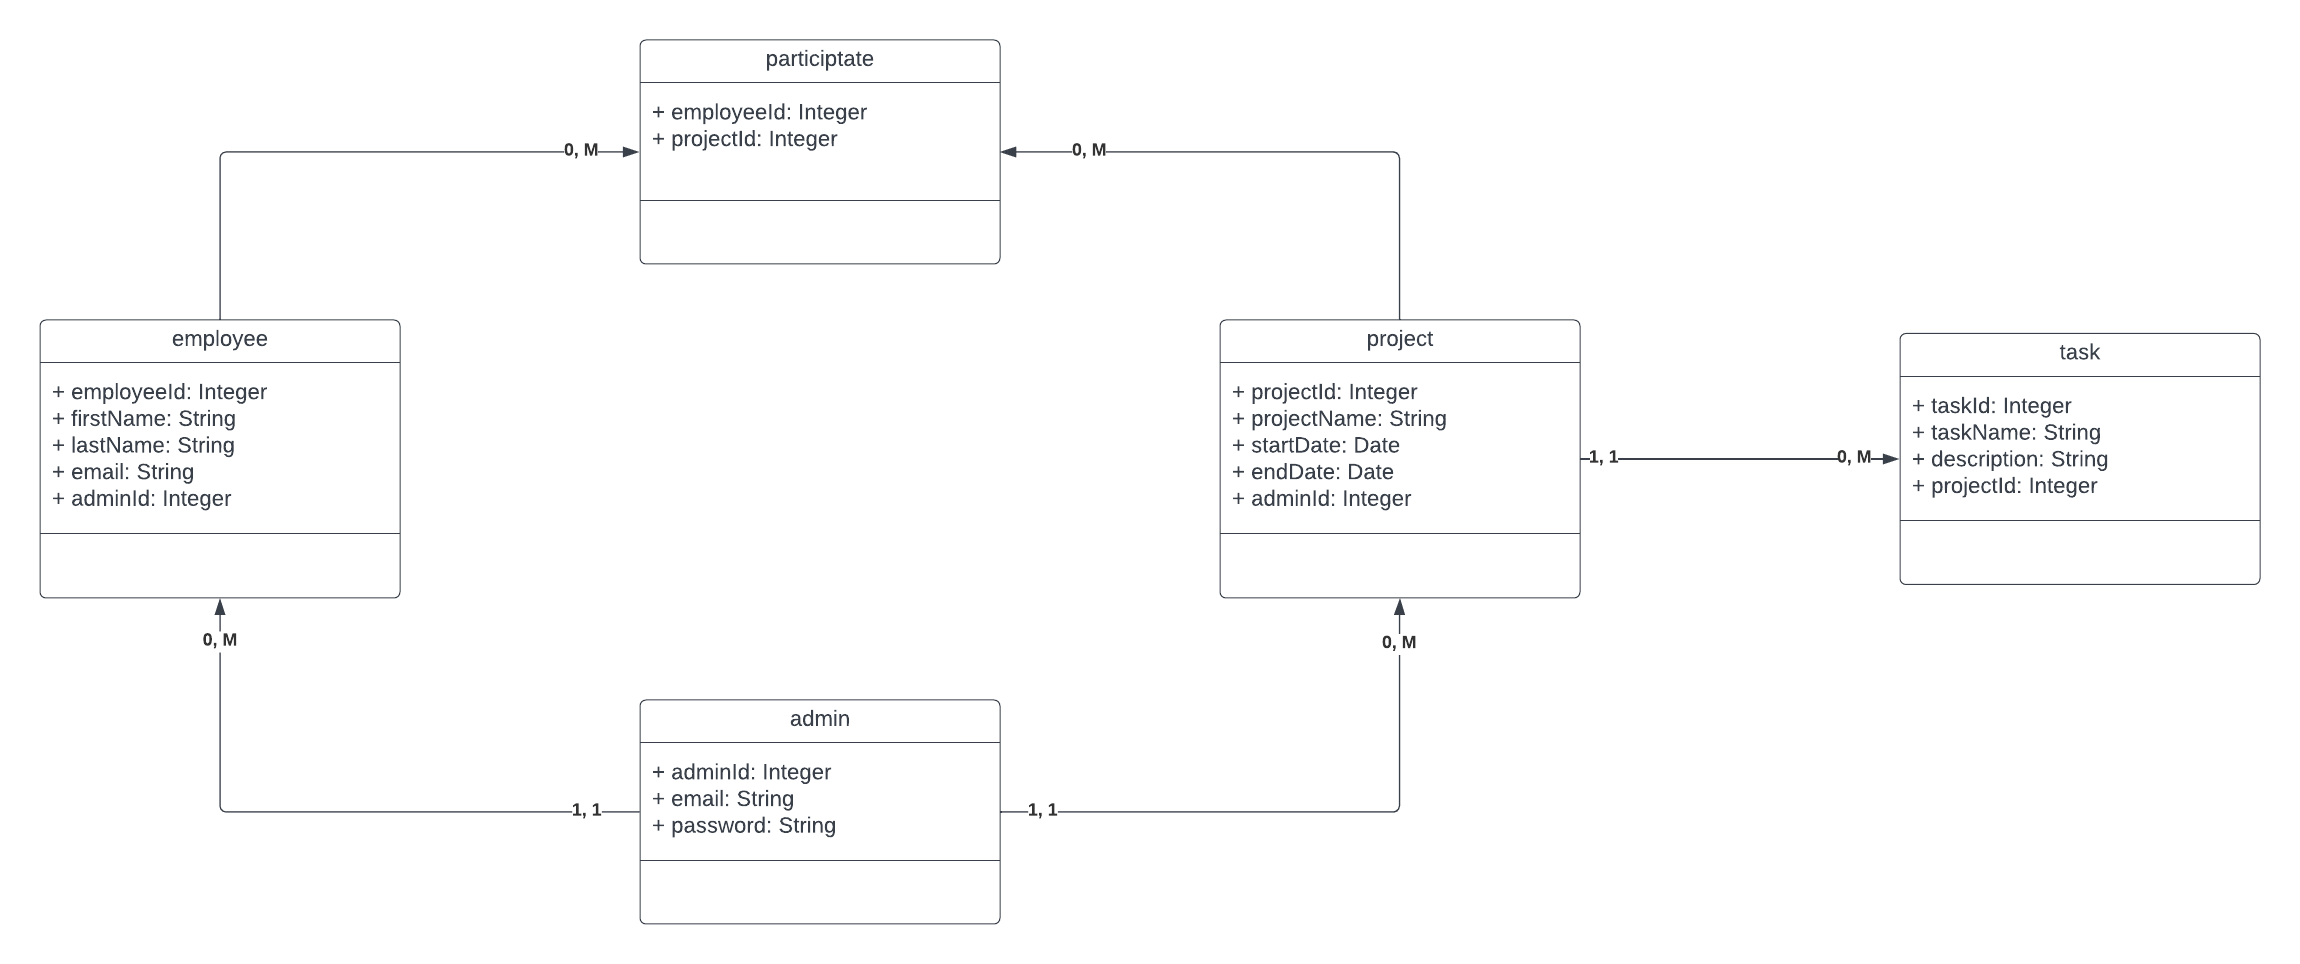 participtate
+ employeeId: Integer
+ projectId: Integer
0, M
0, M
employee
+ employeeId: Integer
+ firstName: String
+ lastName: String
+ email: String
+ adminId: Integer
project
+ projectId: Integer
+ projectName: String
+ startDate: Date
+ endDate: Date
+ adminId: Integer
1, 1
0, M
task
+ taskId: Integer
+ taskName: String
+ description: String
+ projectId: Integer
0, M
0, M
admin
+ adminId: Integer
+ email: String
+ password: String
1, 1
1, 1